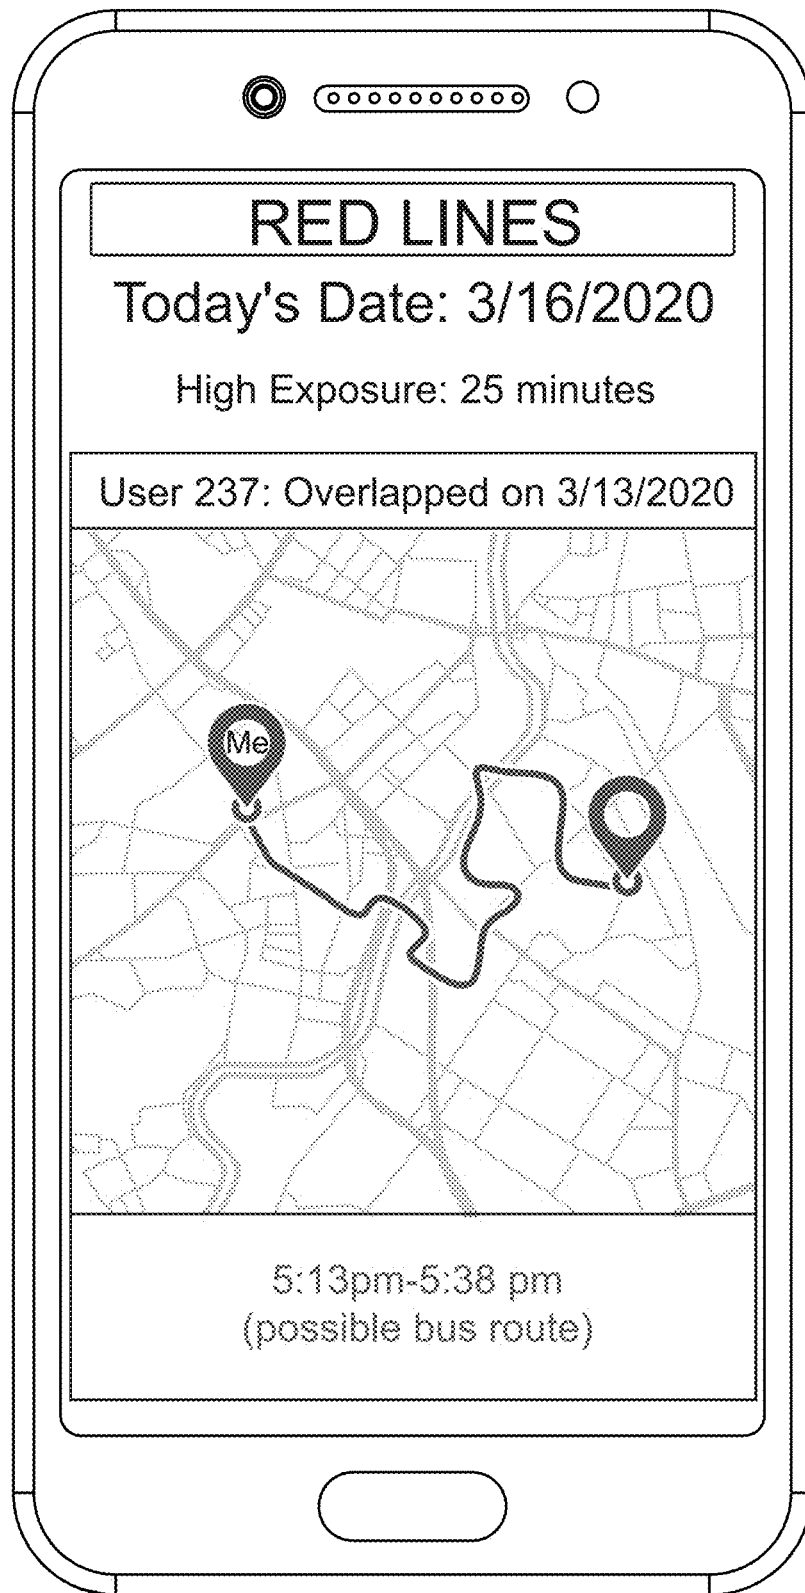 RED LINES
Today's Date: 3/16/2020
High Exposure: 25 minutes
User 237: Overlapped on 3/13/2020
Me
5:13pm-5:38 pm
(possible bus route)